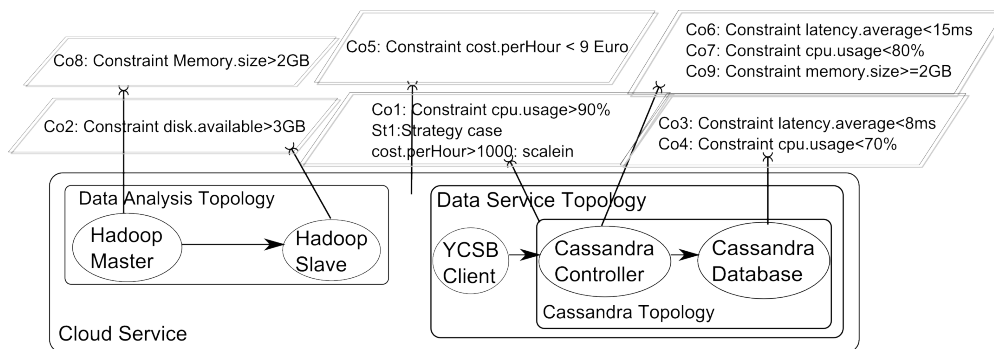 Co8: Constraint Memory.size>2GB
Co5: Constraint cost.perHour < 9 Euro
Co6: Constraint latency.average<15ms
Co7: Constraint cpu.usage<80%
Co9: Constraint memory.size>=2GB
Co2: Constraint disk.available>3GB
Co1: Constraint cpu.usage>90%
St1:Strategy case
cost.perHour>1000: scalein
Co3: Constraint latency.average<8ms
Co4: Constraint cpu.usage<70%
Data Analysis Topology
Hadoop
Master
Hadoop
Slave
Data Service Topology
YCSB
Client
Cassandra
Controller
Cassandra
Database
Cassandra Topology
Cloud Service